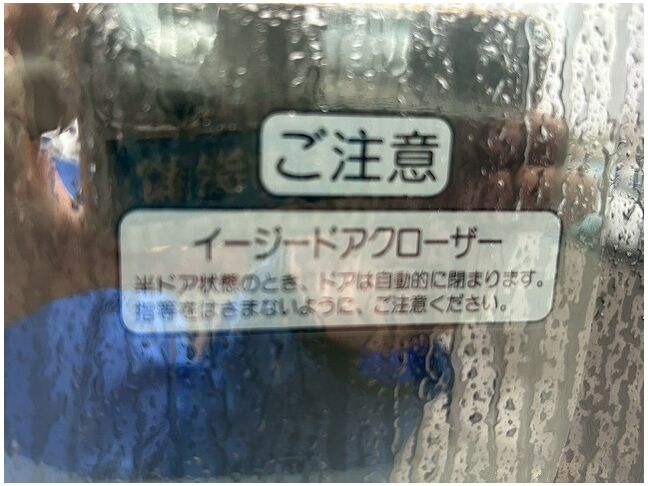 ご注意
イージードアクローザー
半ドア状態のとき、ドアは自動的に閉まります。
指等をはさまないように、ご注意ください。